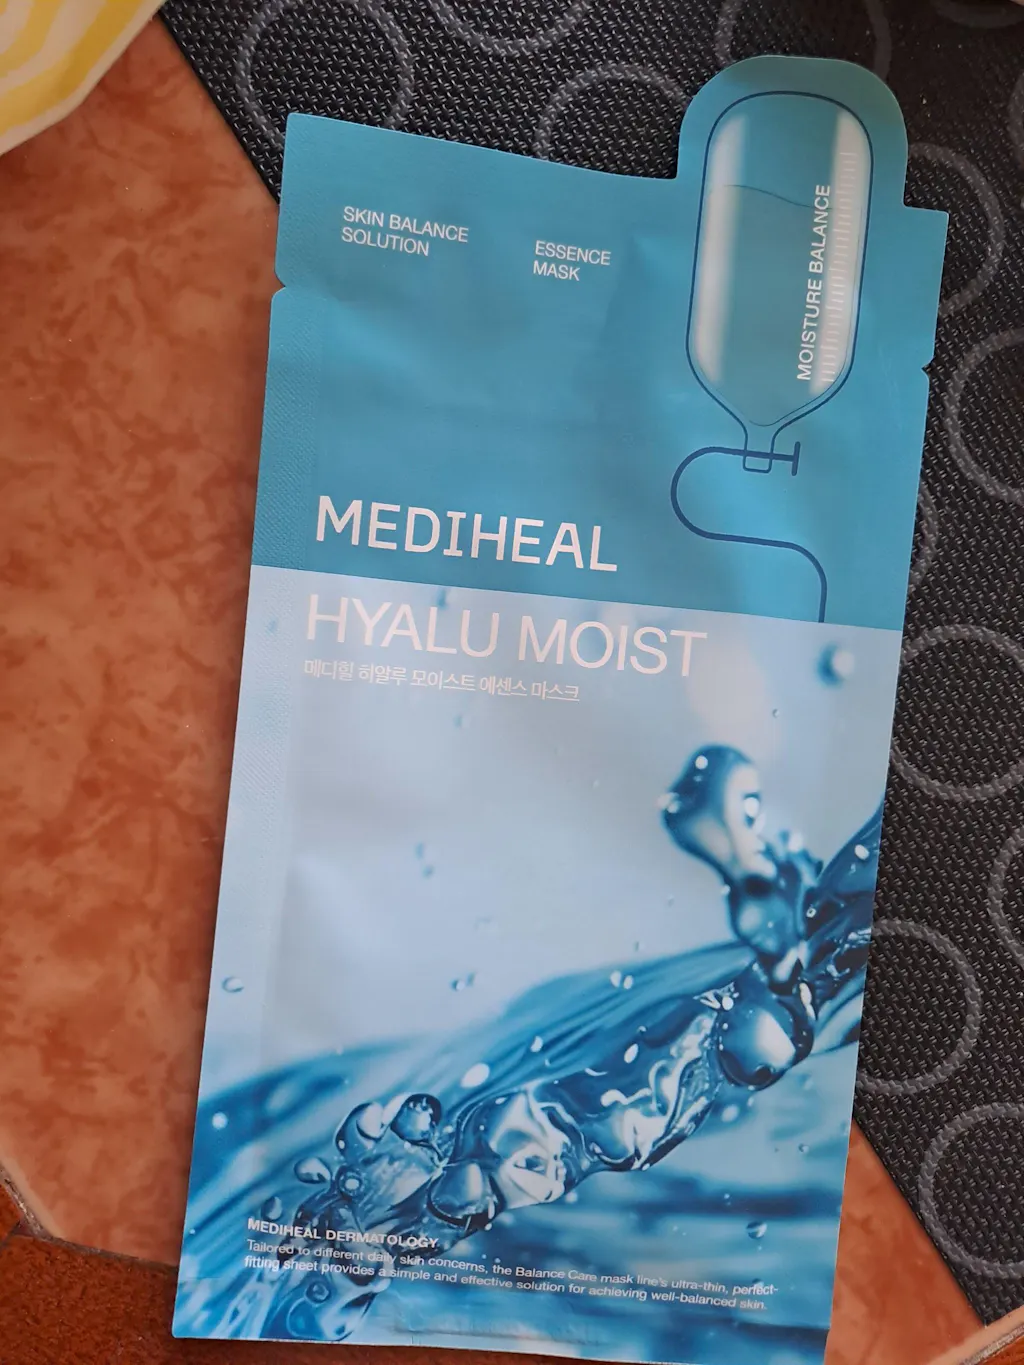 SKIN BALANCE
SOLUTION
ESSENCE
MASK
MOISTURE BALANCE
MEDIHEAL
HYALU MOIST
메디힐 히알루 모이스트 에센스 마스크
MEDIHEAL DERMATOLOGY
Tailored to different daily skin concerns, the Balance Care mask line's ultra-thin, perfect-
fitting sheet provides a simple and effective solution for achieving well-balanced skin.